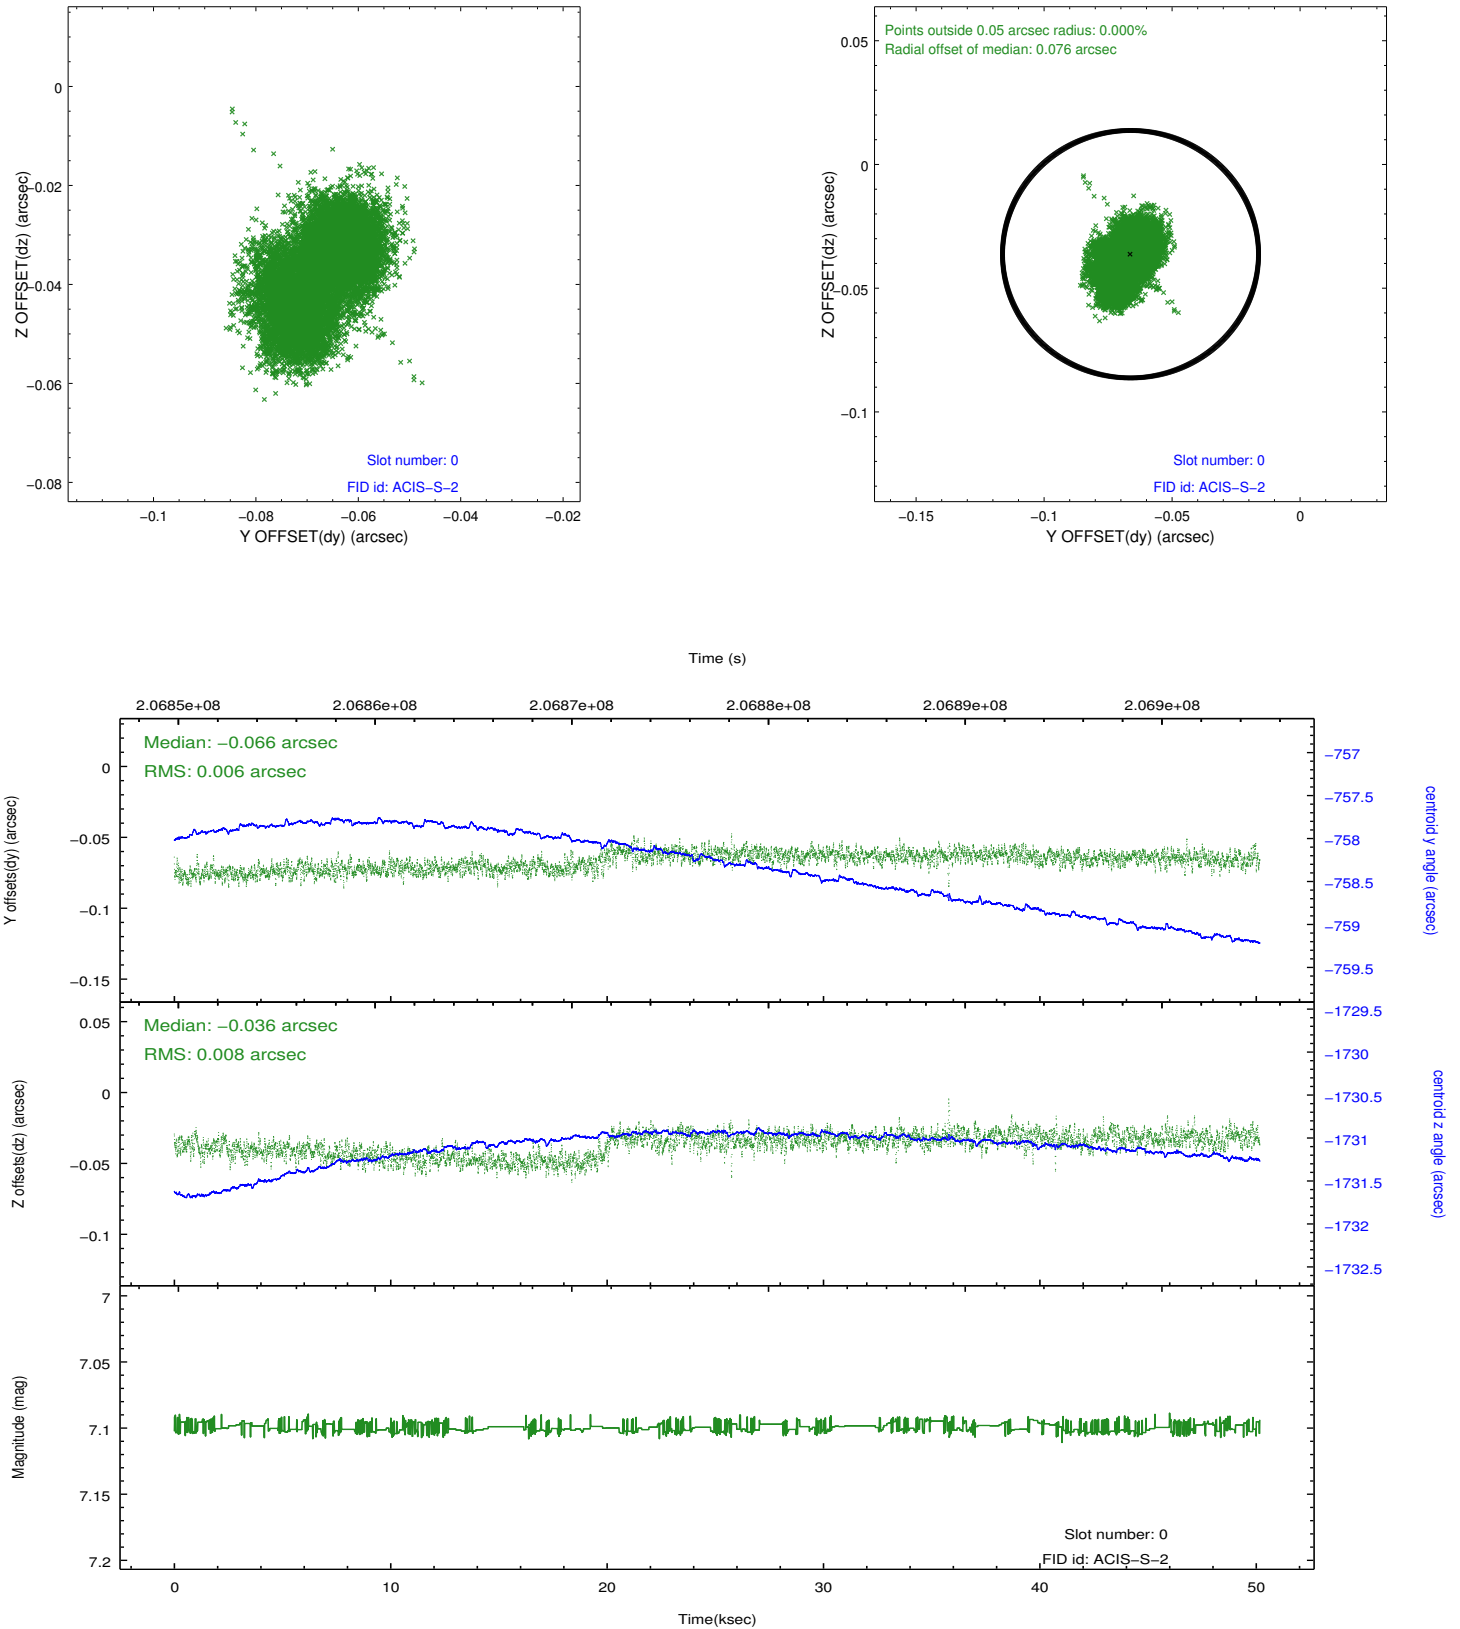 0
−0.02
−0.04
−0.06
−0.08
Z OFFSET(dz) (arcsec)
Slot number: 0
FID id: ACIS−S−2
−0.1
−0.08
−0.06
−0.04
−0.02
Y OFFSET(dy) (arcsec)
Points outside 0.05 arcsec radius: 0.000%
Radial offset of median: 0.076 arcsec
0.05
0
−0.05
−0.1
Z OFFSET(dz) (arcsec)
Slot number: 0
FID id: ACIS−S−2
−0.15
−0.1
−0.05
0
Y OFFSET(dy) (arcsec)
Time (s)
2.0685e+08
2.0686e+08
2.0687e+08
2.0688e+08
2.0689e+08
2.069e+08
Median: −0.066 arcsec
RMS: 0.006 arcsec
0
−0.05
−0.1
−0.15
Y offsets(dy) (arcsec)
−757
−757.5
−758
−758.5
−759
−759.5
centroid y angle (arcsec)
Median: −0.036 arcsec
RMS: 0.008 arcsec
0.05
0
−0.05
−0.1
Z offsets(dz) (arcsec)
−1729.5
−1730
−1730.5
−1731
−1731.5
−1732
−1732.5
centroid z angle (arcsec)
7
7.05
7.1
7.15
7.2
Magnitude (mag)
Slot number: 0
FID id: ACIS−S−2
0
10
20
30
40
50
Time(ksec)